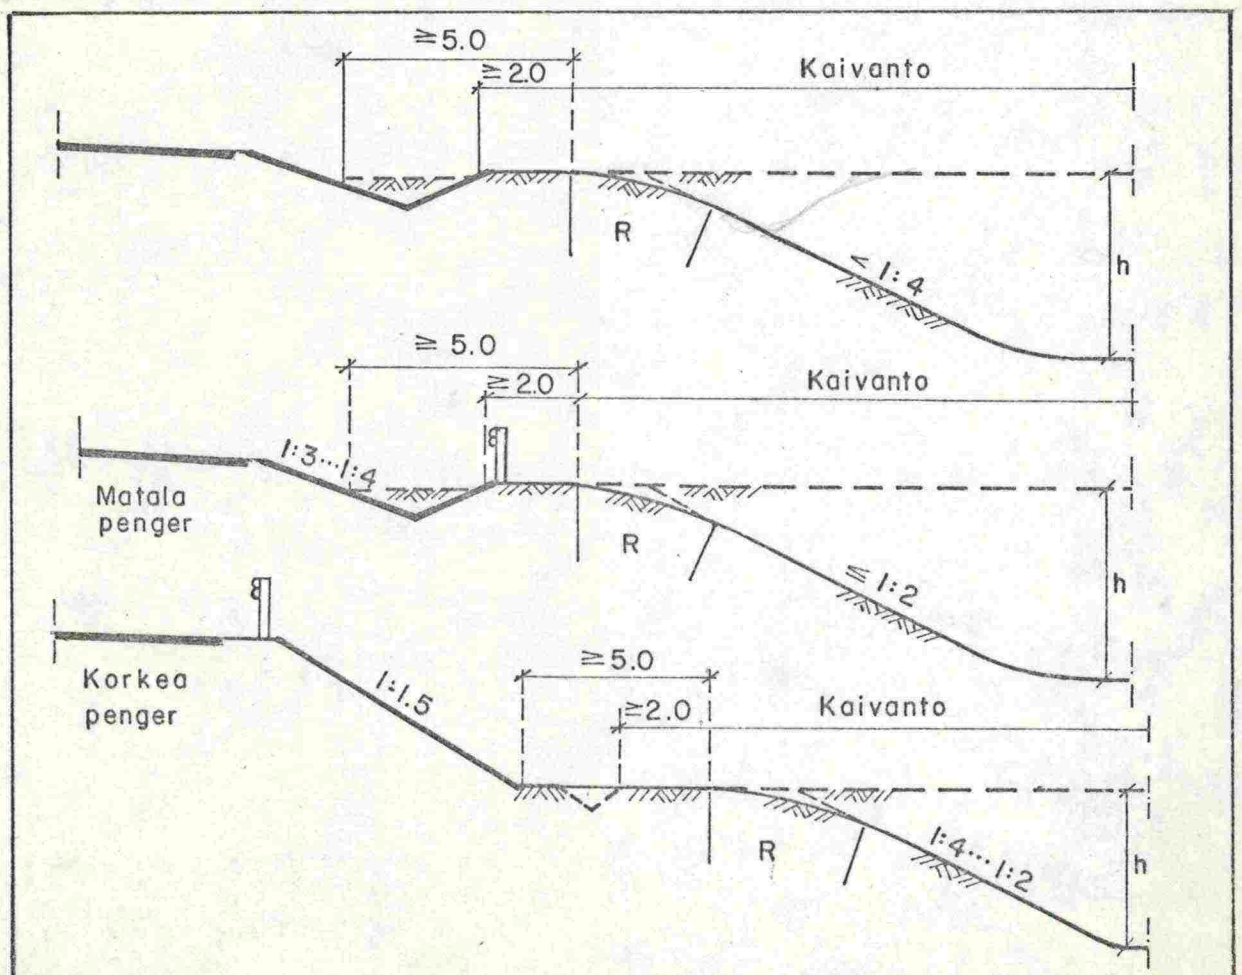 ≥5.0
≥2.0
Kaivanto
R
< 1:4
h
≥ 5.0
≥2.0
Kaivanto
1:3···1:4
Matala
penger
R
≤ 1:2
h
Korkea
penger
1:1.5
≥5.0
≥2.0
Kaivanto
R
1:4···1:2
h